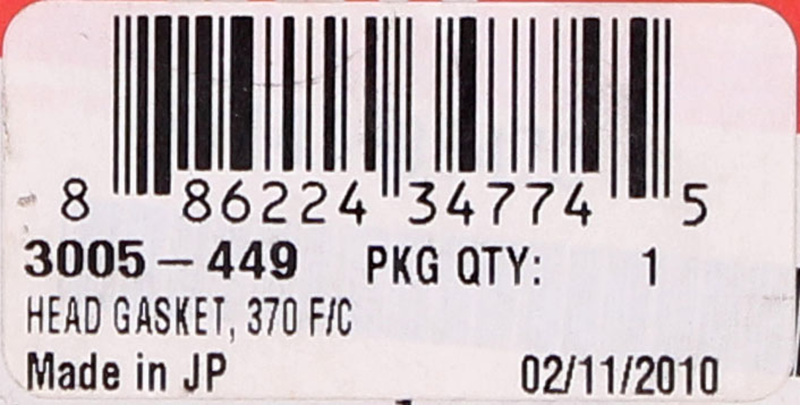 8 86224 34774 5
3005-449 PKG QTY: 1
HEAD GASKET, 370 F/C
Made in JP 02/11/2010